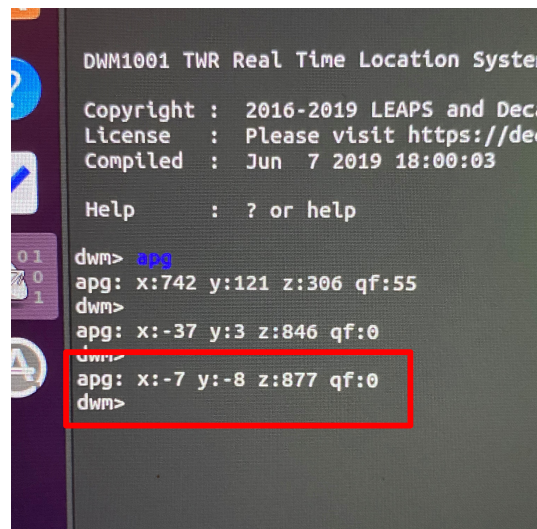 DWM1001 TWR Real Time Location Syste
Copyright : 2016-2019 LEAPS and Deca
License : Please visit https://dec
Compiled : Jun 7 2019 18:00:03
Help : ? or help
dwm> apg
apg: x:742 y:121 z:306 qf:55
dwm>
apg: x:-37 y:3 z:846 qf:0
dwm>
apg: x:-7 y:-8 z:877 qf:0
dwm>